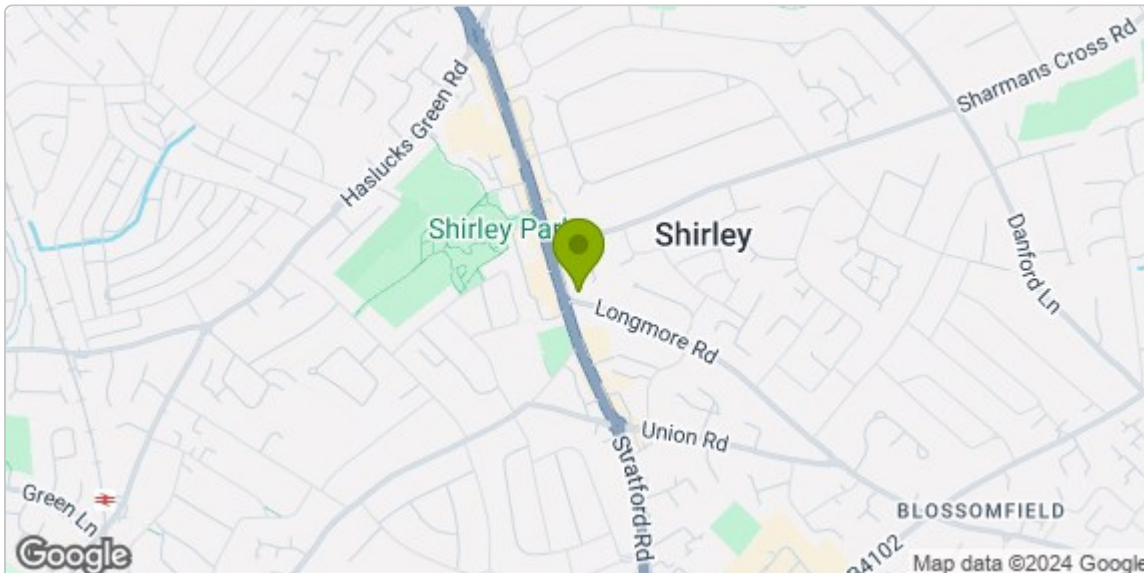 Sharmans Cross Rd
Haslucks Green Rd
Shirley Park
Shirley
Danford Ln
Longmore Rd
Union Rd
Stratford Rd
Green Ln
BLOSSOMFIELD
B4102
Google
Map data ©2024 Google